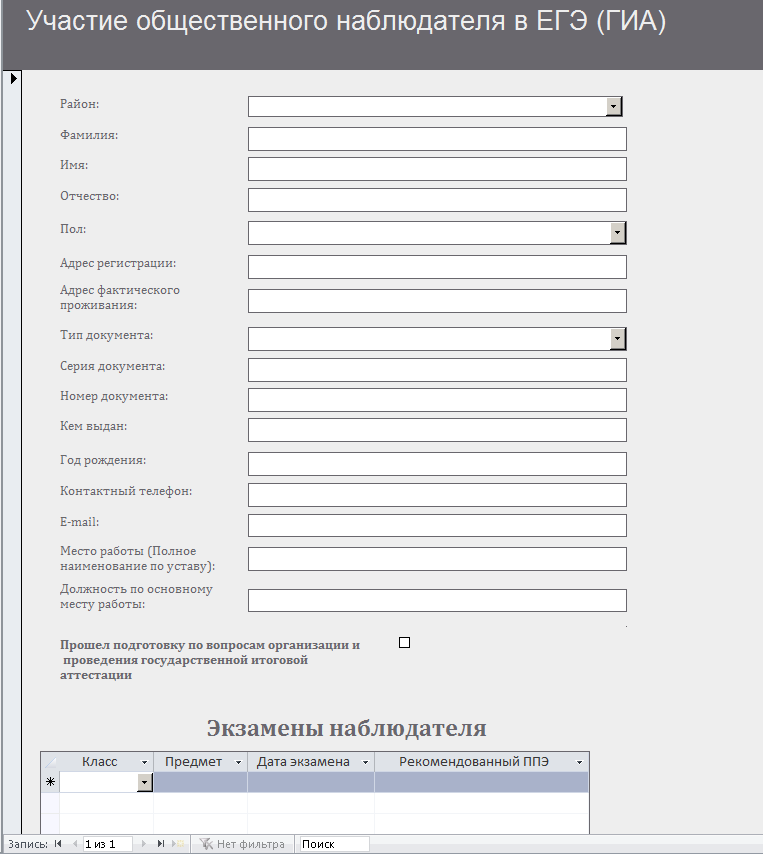 Участие общественного наблюдателя в ЕГЭ (ГИА)
Район:
Фамилия:
Имя:
Отчество:
Пол:
Адрес регистрации:
Адрес фактического
проживания:
Тип документа:
Серия документа:
Номер документа:
Кем выдан:
Год рождения:
Контактный телефон:
E-mail:
Место работы (Полное
наименование по уставу):
Должность по основному
месту работы:
Прошел подготовку по вопросам организации и
проведения государственной итоговой
аттестации
Экзамены наблюдателя
Класс Предмет Дата экзамена Рекомендованный ППЭ
Запись: 1 из 1 Нет фильтра Поиск